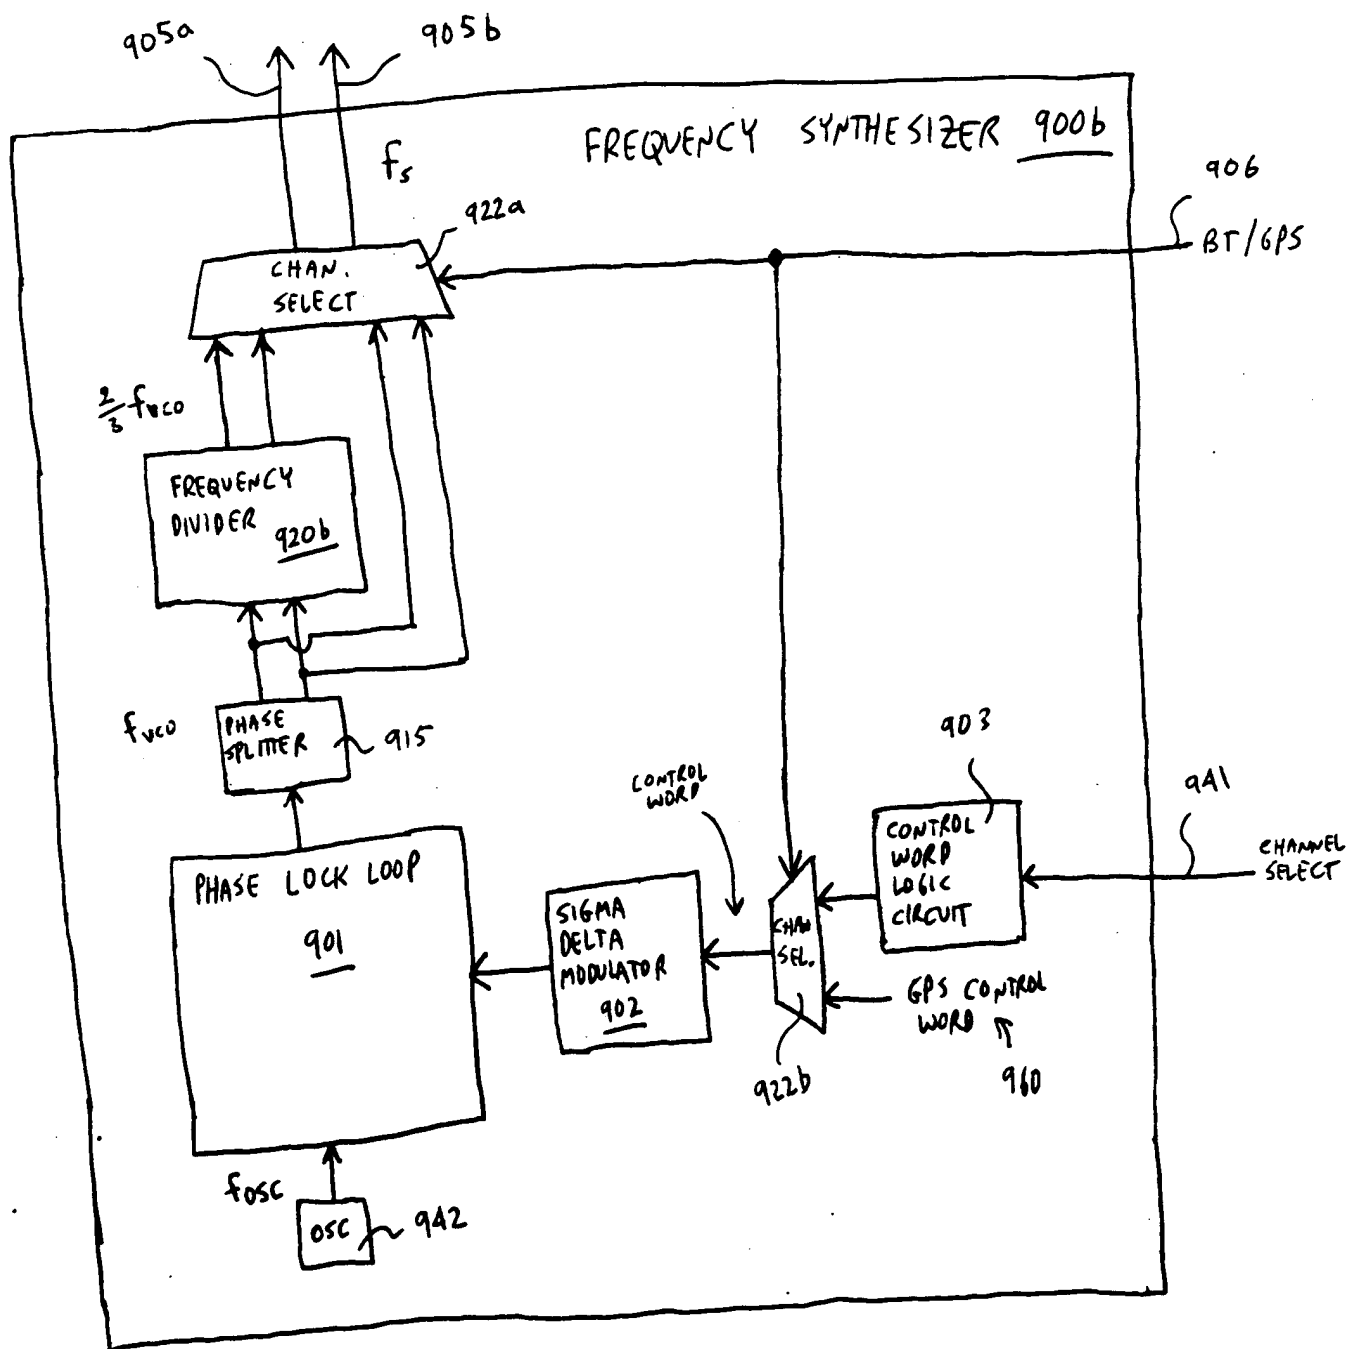 905a
905b
FREQUENCY SYNTHESIZER 900b
fs
906
BT/GPS
922a
CHAN.
SELECT
2/3 fvco
FREQUENCY
DIVIDER
920b
fvco
PHASE
SPLITTER
915
903
941
CONTROL
WORD
CONTROL
WORD
LOGIC
CIRCUIT
CHANNEL
SELECT
PHASE LOCK LOOP
901
SIGMA
DELTA
MODULATOR
902
CHAN
SEL.
GPS CONTROL
WORD
960
922b
fosc
OSC
942